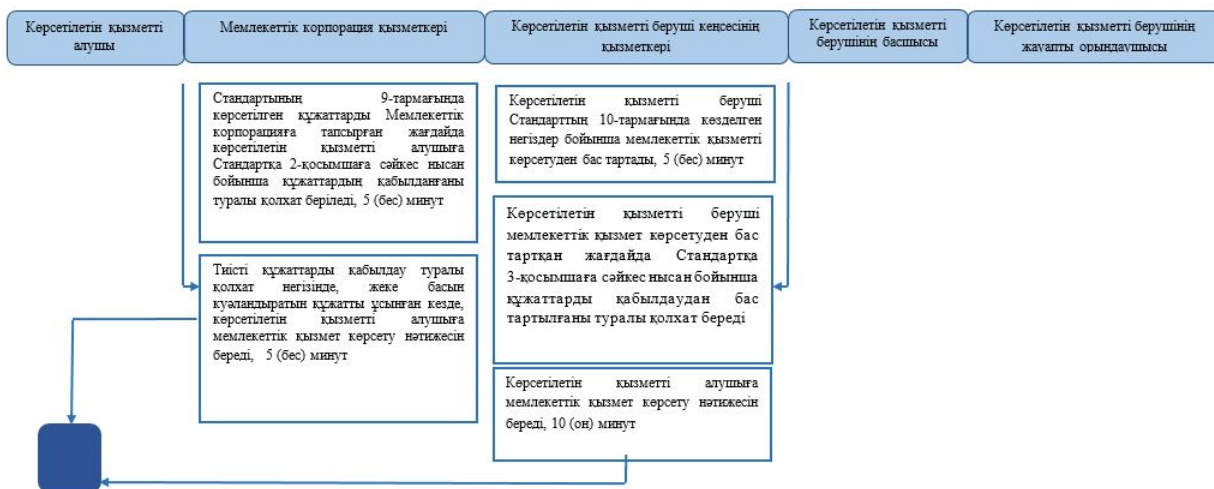 Көрсетілетін қызметті
алушы
Мемлекеттік корпорация қызметкері
Көрсетілетін қызметті беруші кеңсесінің
қызметкері
Көрсетілетін қызметті
берушінің басшысы
Көрсетілетін қызметті берушінің
жауапты орындаушысы
Стандартының 9-тармағында
көрсетілген құжаттарды Мемлекеттік
корпорацияға тапсырған жағдайда
көрсетілетін қызметті алушыға
Стандартқа 2-қосымшаға сәйкес нысан
бойынша құжаттардың қабылданғаны
туралы қолхат беріледі, 5 (бес) минут
Тиісті құжаттарды қабылдау туралы
қолхат негізінде, жеке басын
куәландыратын құжатты ұсынған кезде,
көрсетілетін қызметті алушыға
мемлекеттік қызмет көрсету нәтижесін
береді, 5 (бес) минут
Көрсетілетін қызметті беруші
Стандарттың 10-тармағында көзделген
негіздер бойынша мемлекеттік қызметті
көрсетуден бас тартады, 5 (бес) минут
Көрсетілетін қызметті беруші
мемлекеттік қызмет көрсетуден бас
тартқан жағдайда Стандартқа
3-қосымшаға сәйкес нысан бойынша
құжаттарды қабылдаудан бас
тартылғаны туралы қолхат береді
Көрсетілетін қызметті алушыға
мемлекеттік қызмет көрсету нәтижесін
береді, 10 (он) минут